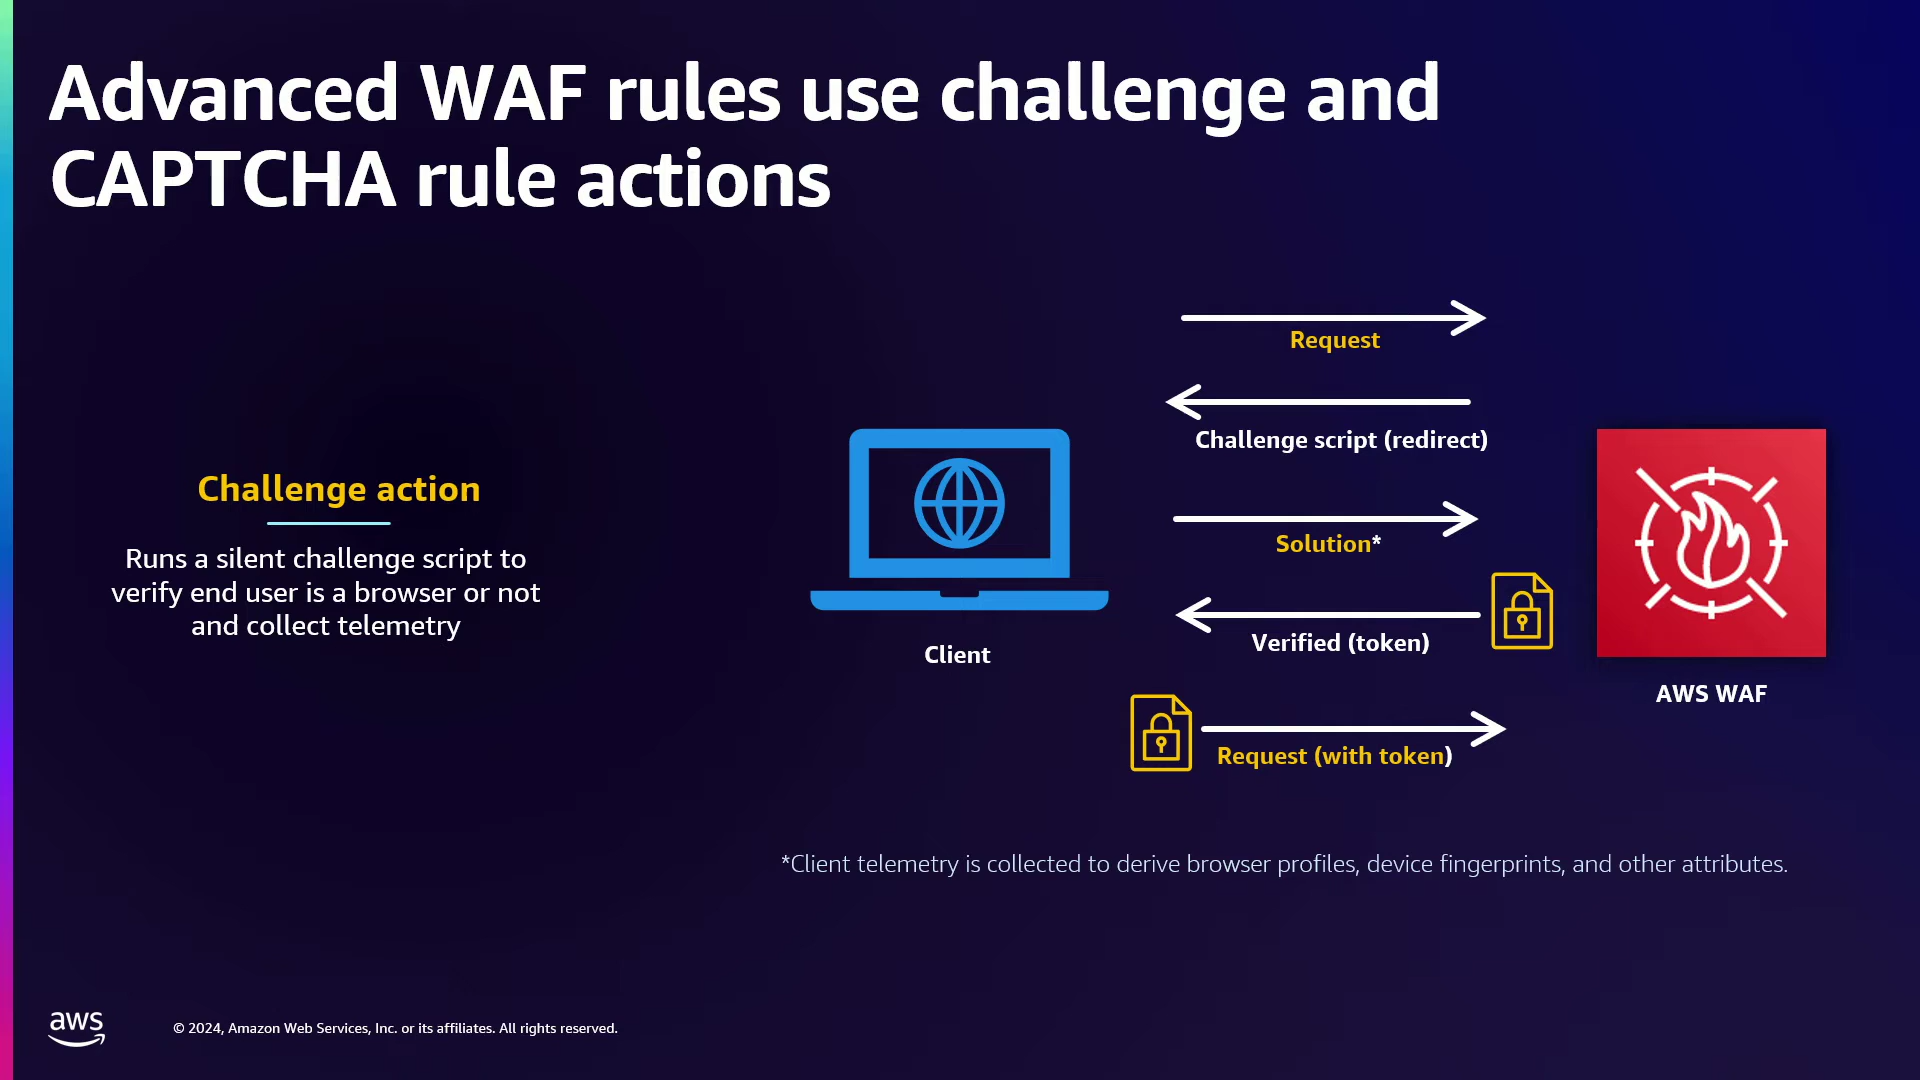 Advanced WAF rules use challenge and
CAPTCHA rule actions
Challenge action
Runs a silent challenge script to
verify end user is a browser or not
and collect telemetry
Client
Request
Challenge script (redirect)
Solution*
Verified (token)
Request (with token)
AWS WAF
*Client telemetry is collected to derive browser profiles, device fingerprints, and other attributes.
aws
© 2024, Amazon Web Services, Inc. or its affiliates. All rights reserved.